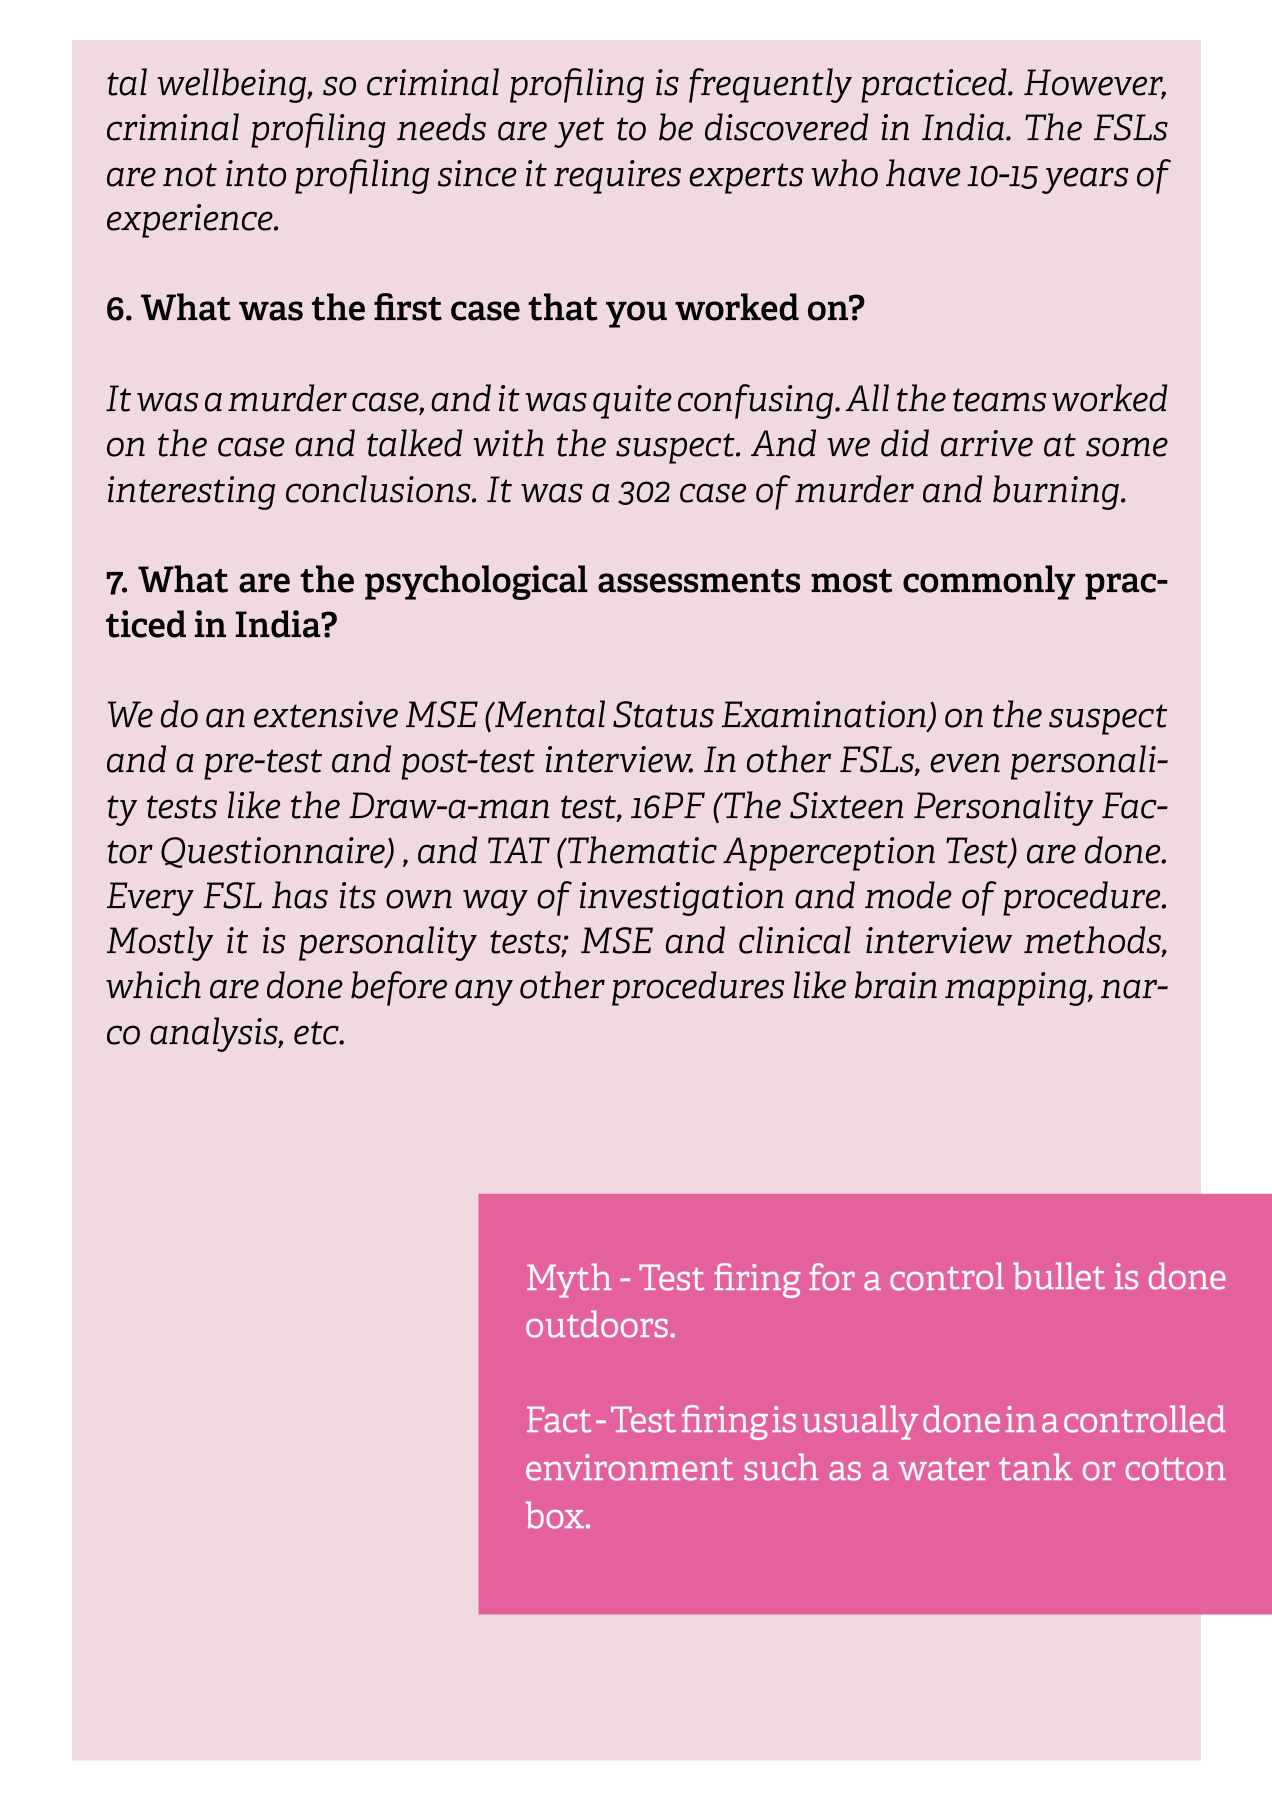 tal wellbeing, so criminal profiling is frequently practiced. However,
criminal profiling needs are yet to be discovered in India. The FSLs
are not into profiling since it requires experts who have 10-15 years of
experience.
6. What was the first case that you worked on?
It was a murder case, and it was quite confusing. All the teams worked
on the case and talked with the suspect. And we did arrive at some
interesting conclusions. It was a 302 case of murder and burning.
7. What are the psychological assessments most commonly prac-
ticed in India?
We do an extensive MSE (Mental Status Examination) on the suspect
and a pre-test and post-test interview. In other FSLs, even personali-
ty tests like the Draw-a-man test, 16PF (The Sixteen Personality Fac-
tor Questionnaire) , and TAT (Thematic Apperception Test) are done.
Every FSL has its own way of investigation and mode of procedure.
Mostly it is personality tests; MSE and clinical interview methods,
which are done before any other procedures like brain mapping, nar-
co analysis, etc.
Myth - Test firing for a control bullet is done
outdoors.
Fact - Test firing is usually done in a controlled
environment such as a water tank or cotton
box.